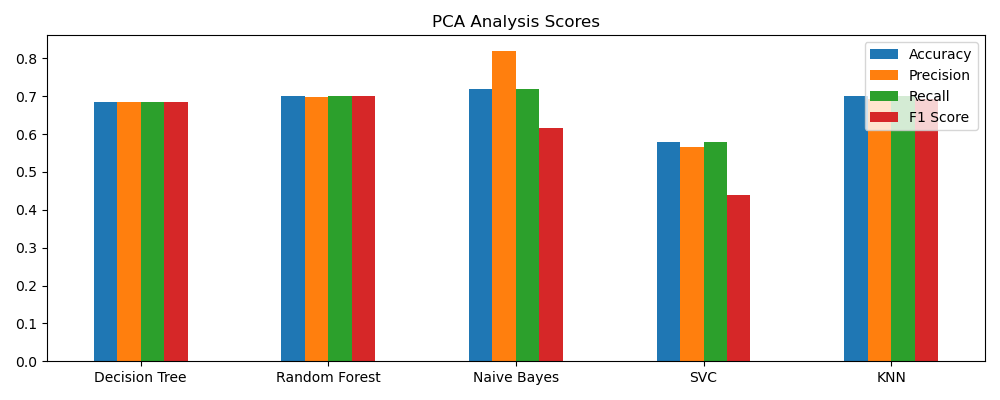 PCA Analysis Scores
0.8
0.7
0.6
0.5
0.4
0.3
0.2
0.1
0.0
Accuracy
Precision
Recall
F1 Score
Decision Tree Random Forest Naive Bayes SVC KNN